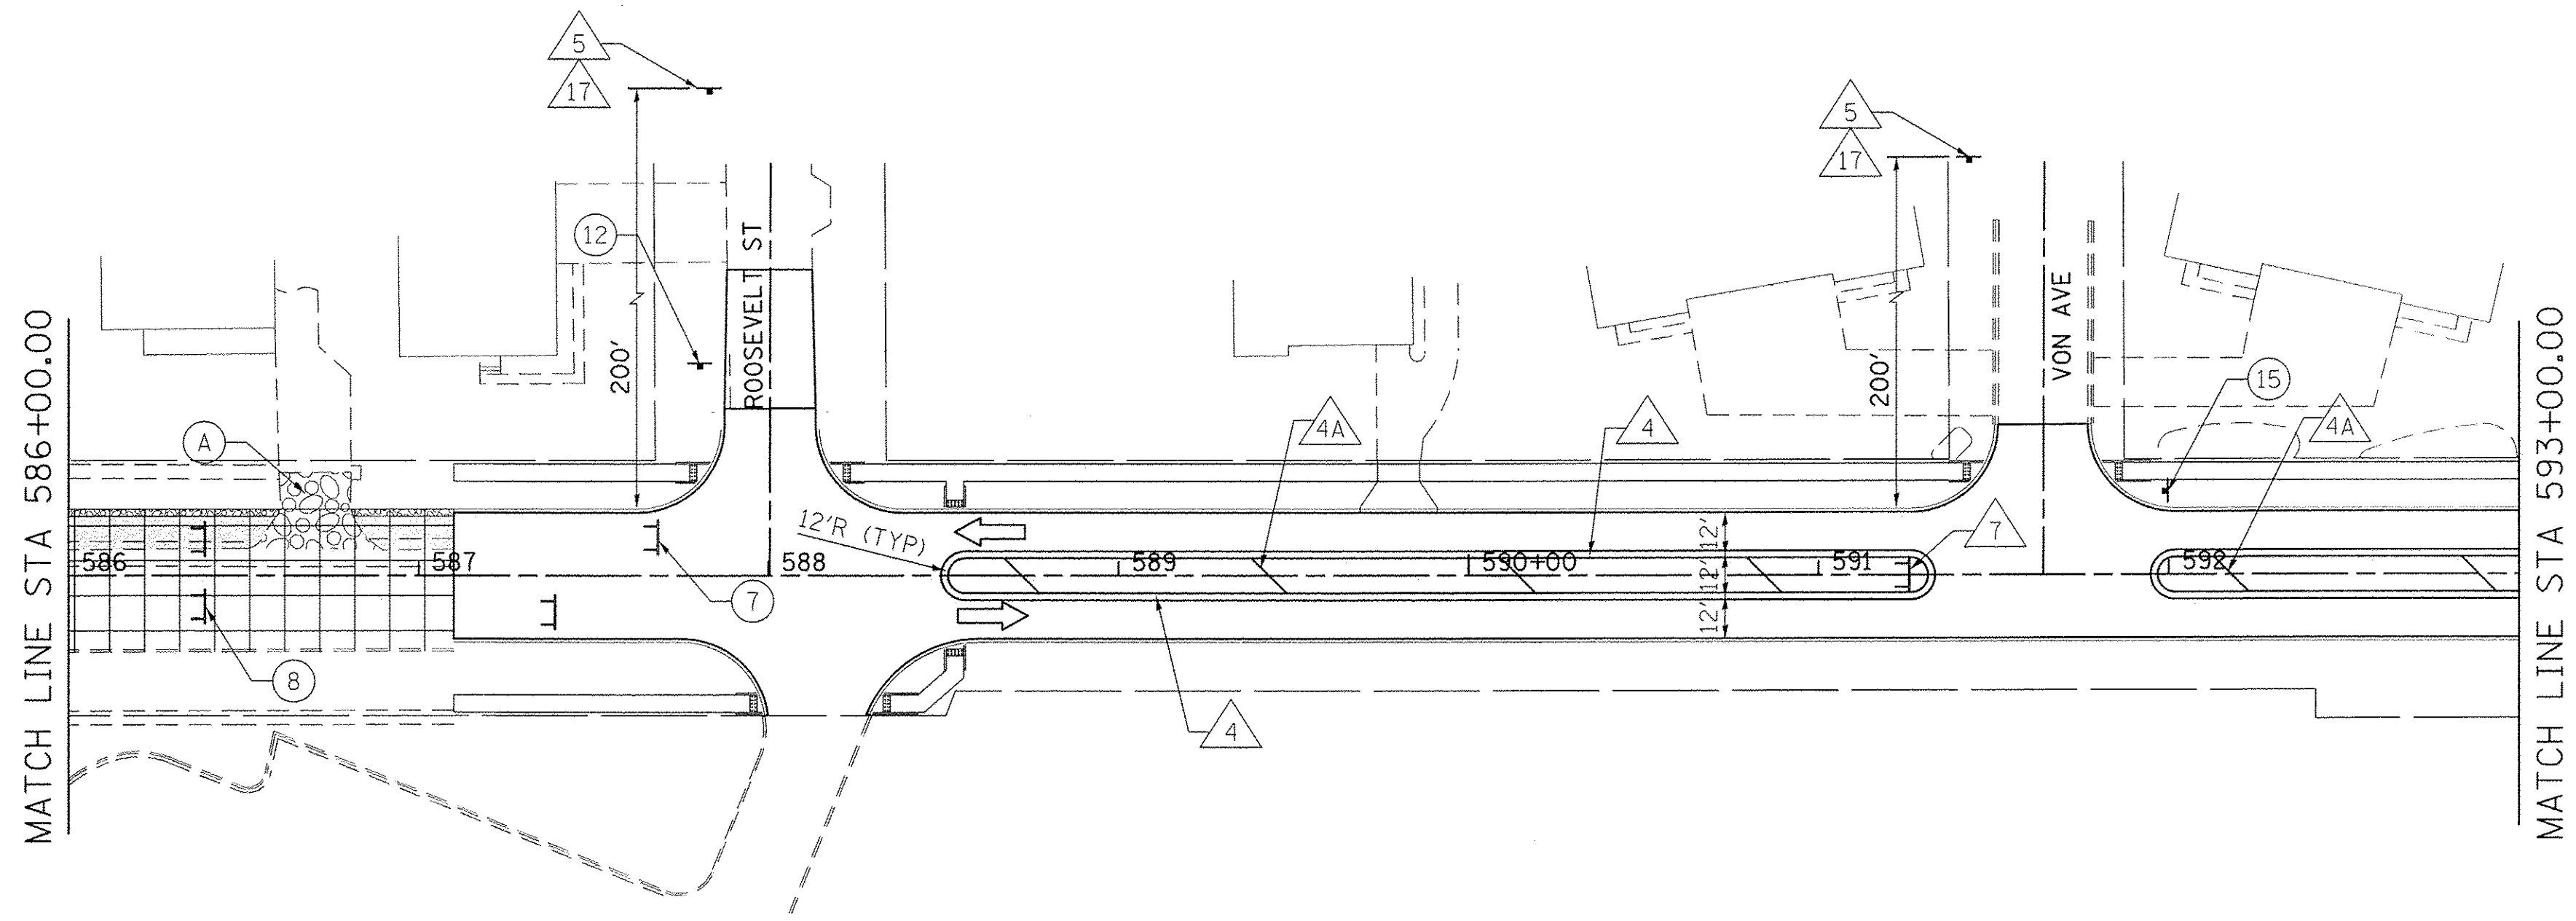 5
17
5
17
12
ROOSEVELT ST
200'
VON AVE
200'
15
4A
4
4A
A
MATCH LINE STA 586+00.00
MATCH LINE STA 593+00.00
12'R (TYP)
12'
7
586
587
588
589
590+00
591
592
12'
7
12'
8
4